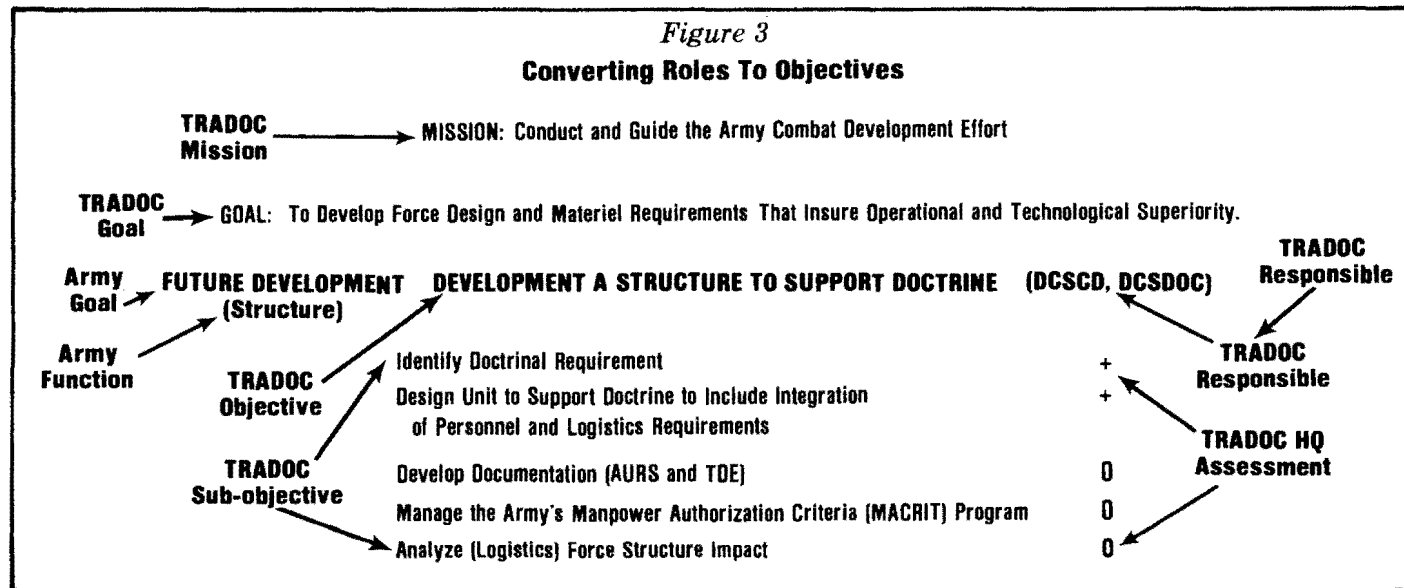 Figure 3
Converting Roles To Objectives
TRADOC
Mission
MISSION: Conduct and Guide the Army Combat Development Effort
TRADOC
Goal
GOAL: To Develop Force Design and Materiel Requirements That Insure Operational and Technological Superiority.
Army
Goal
FUTURE DEVELOPMENT
(Structure)
DEVELOPMENT A STRUCTURE TO SUPPORT DOCTRINE (DCSCD, DCSDOC)
TRADOC
Responsible
Army
Function
TRADOC
Objective
Identify Doctrinal Requirement +
TRADOC
Responsible
Design Unit to Support Doctrine to Include Integration +
of Personnel and Logistics Requirements
TRADOC
Sub-objective
TRADOC HQ
Assessment
Develop Documentation (AURS and TDE) 0
Manage the Army's Manpower Authorization Criteria (MACRIT) Program 0
Analyze (Logistics) Force Structure Impact 0